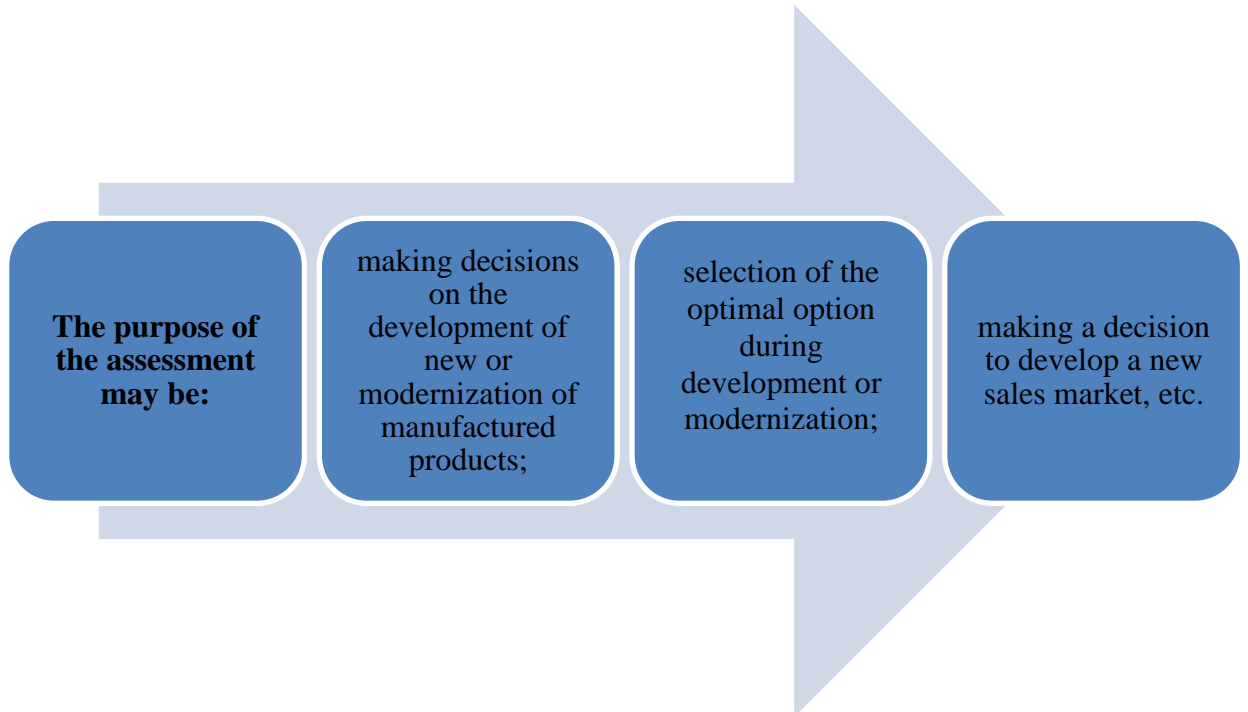 The purpose of
the assessment
may be:
making decisions
on the
development of
new or
modernization of
manufactured
products;
selection of the
optimal option
during
development or
modernization;
making a decision
to develop a new
sales market, etc.